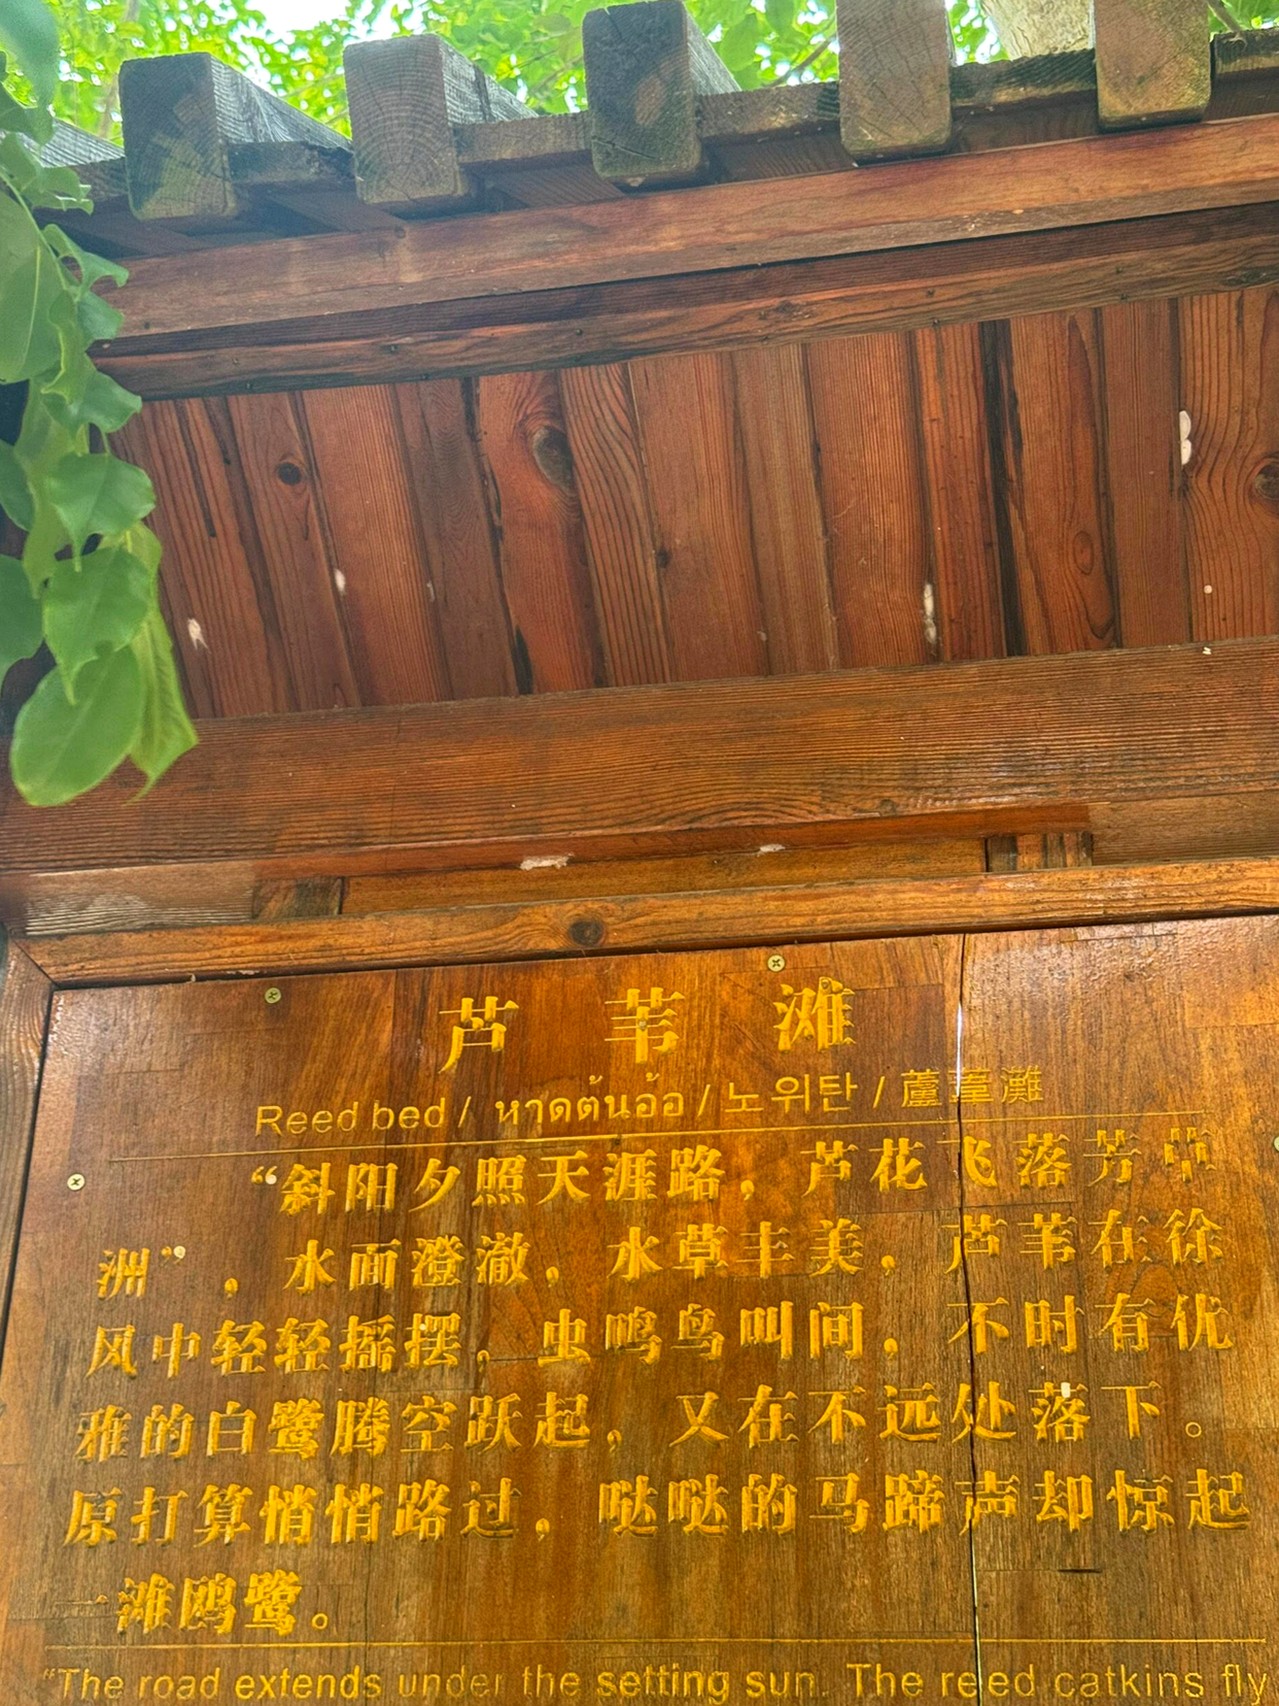 芦苇滩
Reed bed / หาดต้นอ้อ / 노위탄 / 蘆葦灘
“斜阳夕照天涯路，芦花飞落芳草
洲”，水面澄澈，水草丰美，芦苇在徐
风中轻轻摇摆，虫鸣鸟叫间，不时有优
雅的白鹭腾空跃起，又在不远处落下。
原打算悄悄路过，哒哒的马蹄声却惊起
一滩鸥鹭。
“The road extends under the setting sun. The reed catkins fly